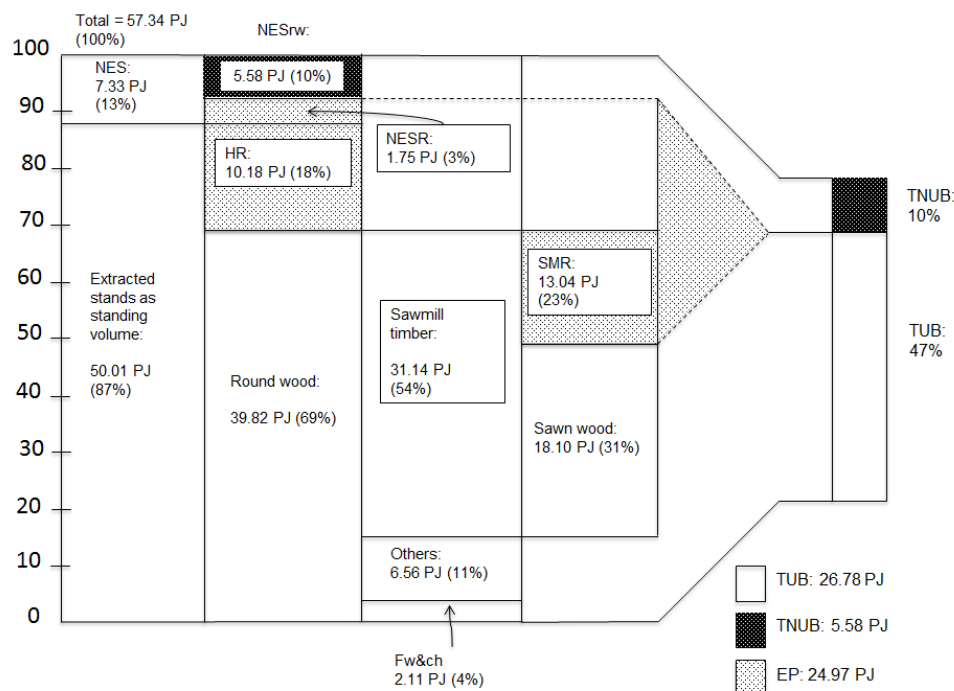 Total = 57.34 PJ
(100%)
NESrw:
100
90
80
70
60
50
40
30
20
10
0
NES:
7.33 PJ
(13%)
5.58 PJ (10%)
NESR:
1.75 PJ (3%)
HR:
10.18 PJ (18%)
Extracted
stands as
standing
volume:
50.01 PJ
(87%)
Round wood:
39.82 PJ (69%)
Sawmill
timber:
31.14 PJ
(54%)
SMR:
13.04 PJ
(23%)
Sawn wood:
18.10 PJ (31%)
Others:
6.56 PJ (11%)
Fw&ch
2.11 PJ (4%)
TNUB:
10%
TUB:
47%
TUB: 26.78 PJ
TNUB: 5.58 PJ
EP: 24.97 PJ